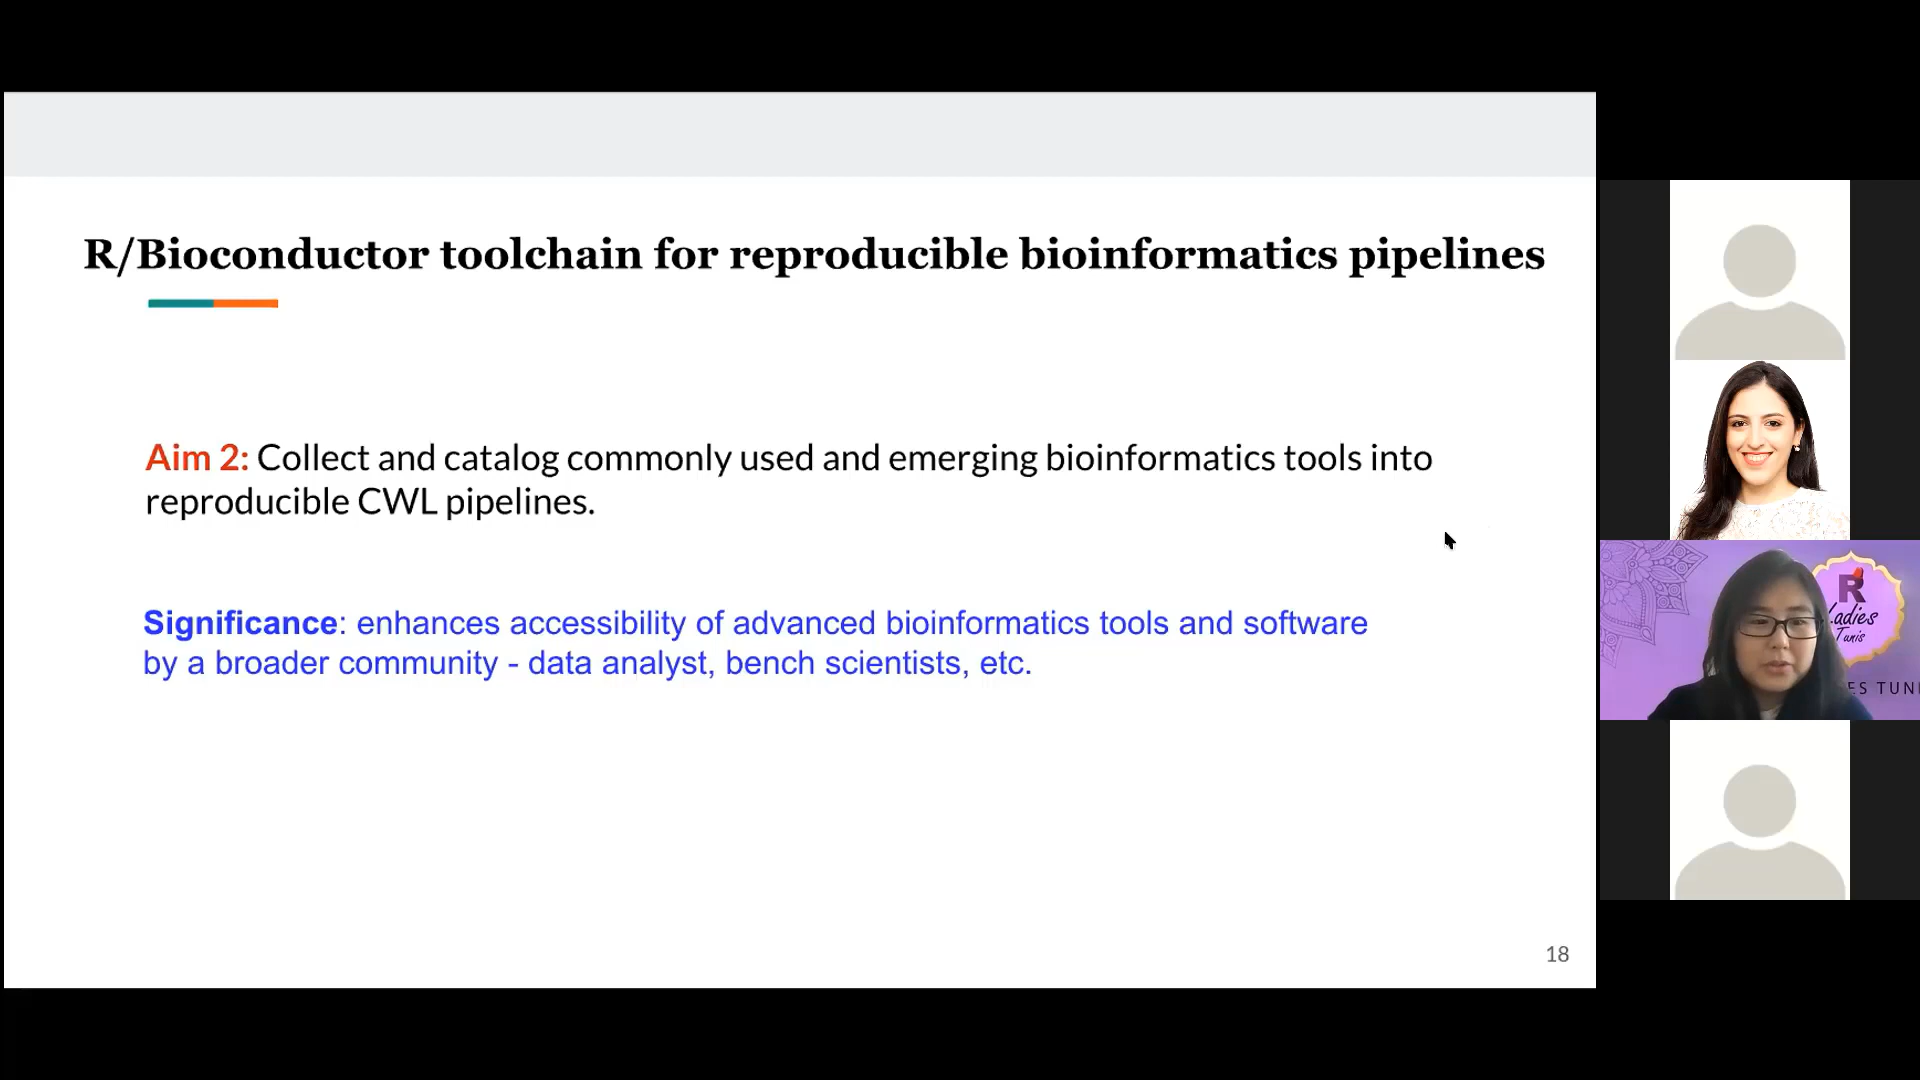 R/Bioconductor toolchain for reproducible bioinformatics pipelines
Aim 2: Collect and catalog commonly used and emerging bioinformatics tools into
reproducible CWL pipelines.
Significance: enhances accessibility of advanced bioinformatics tools and software
by a broader community - data analyst, bench scientists, etc.
18
R
Ladies
Tunis
ES TUNI